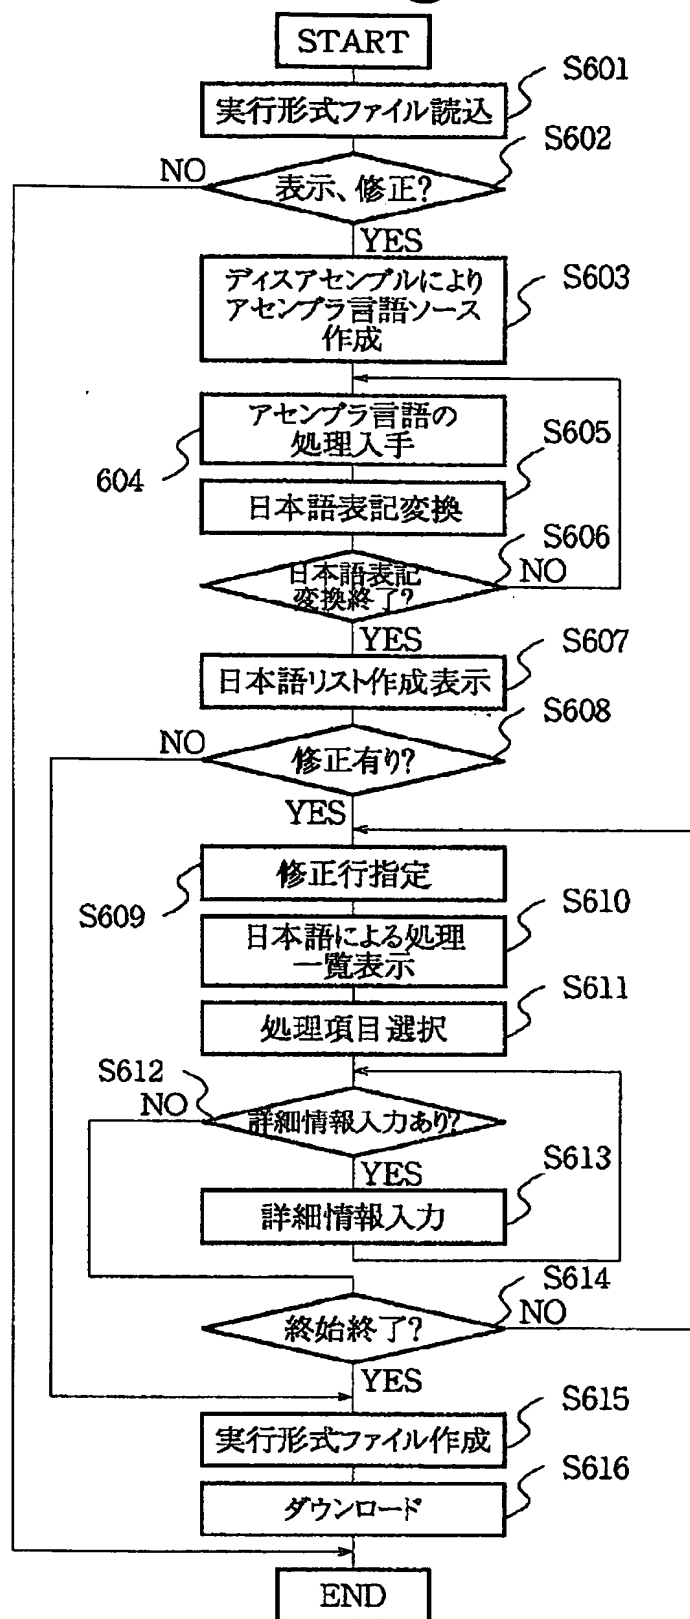 START
S601
実行形式ファイル読込
S602
NO
表示、修正?
YES
ディスアセンブルにより
アセンブラ言語ソース
作成
S603
アセンブラ言語の
処理入手
604
S605
日本語表記変換
S606
日本語表記
変換終了?
NO
YES
S607
日本語リスト作成表示
S608
NO
修正有り?
YES
修正行指定
S609
S610
日本語による処理
一覧表示
S611
処理項目選択
S612
NO
詳細情報入力あり?
YES
S613
詳細情報入力
S614
終始終了?
NO
YES
S615
実行形式ファイル作成
S616
ダウンロード
END